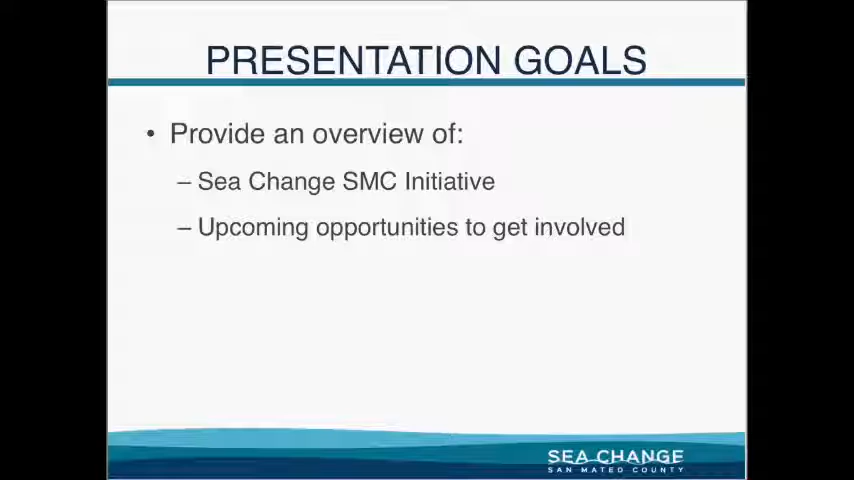 PRESENTATION GOALS
• Provide an overview of:
– Sea Change SMC Initiative
– Upcoming opportunities to get involved
SEA CHANGE
SAN MATEO COUNTY